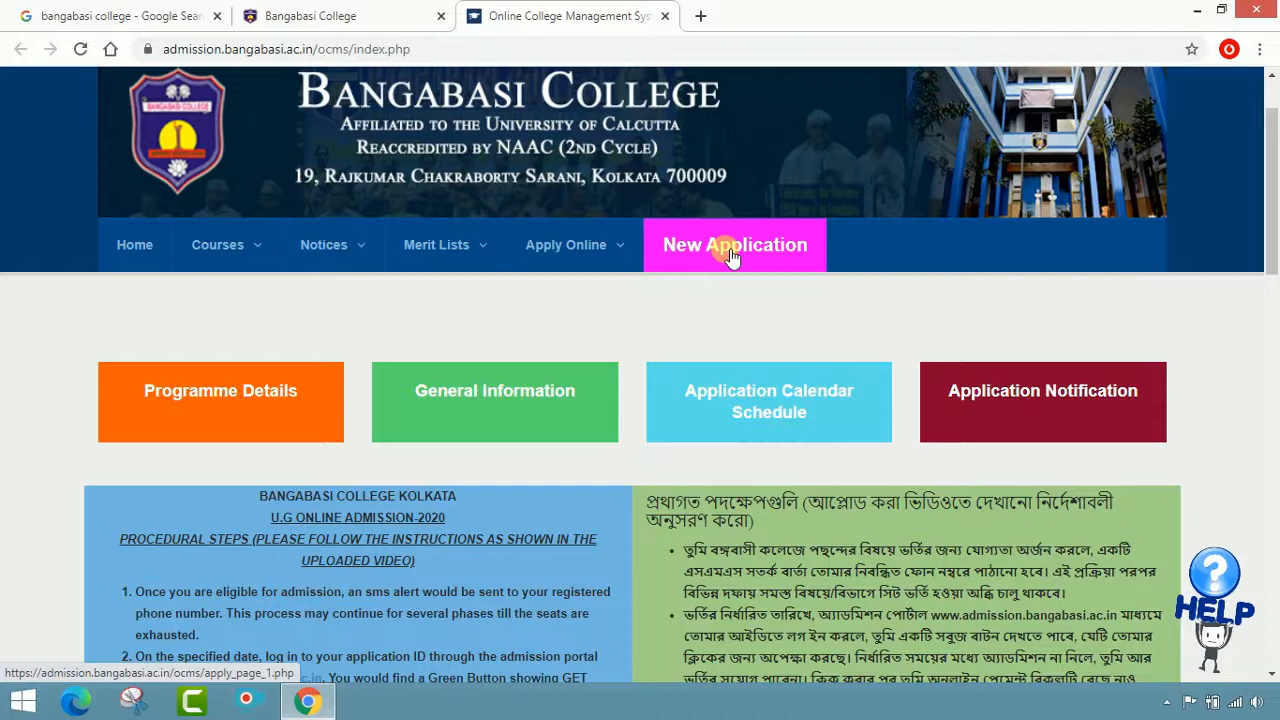 bangabasi college - Google Sear
Bangabasi College
Online College Management Sys
admission.bangabasi.ac.in/ocms/index.php
BANGABASI COLLEGE
AFFILIATED TO THE UNIVERSITY OF CALCUTTA
REACCREDITED BY NAAC (2ND CYCLE)
19, RAJKUMAR CHAKRABORTY SARANI, KOLKATA 700009
Home Courses Notices Merit Lists Apply Online New Application
Programme Details
General Information
Application Calendar
Schedule
Application Notification
BANGABASI COLLEGE KOLKATA
U.G ONLINE ADMISSION-2020
PROCEDURAL STEPS (PLEASE FOLLOW THE INSTRUCTIONS AS SHOWN IN THE
UPLOADED VIDEO)
1. Once you are eligible for admission, an sms alert would be sent to your registered
phone number. This process may continue for several phases till the seats are
exhausted.
2. On the specified date, log in to your application ID through the admission portal
c.in. You would find a Green Button showing GET
প্রথাগত পদক্ষেপগুলি (আপ্লোড করা ভিডিওতে দেখানো নির্দেশাবলী
অনুসরণ করো)
তুমি বঙ্গবাসী কলেজে পছন্দের বিষয়ে ভর্তির জন্য যোগ্যতা অর্জন করলে, একটি
এসএমএস সতর্ক বার্তা তোমার নিবন্ধিত ফোন নম্বরে পাঠানো হবে। এই প্রক্রিয়া পরপর
বিভিন্ন দফায় সমস্ত বিষয়ে/বিভাগে সিট ভর্তি হওয়া অব্ধি চালু থাকবে।
ভর্তির নির্ধারিত তারিখে, অ্যাডমিশন পোর্টাল www.admission.bangabasi.ac.in মাধ্যমে
তোমার আইডিতে লগ ইন করলে, তুমি একটি সবুজ বাটন দেখতে পাবে, যেটি তোমার
ক্লিকের জন্য অপেক্ষা করছে। নির্ধারিত সময়ের মধ্যে অ্যাডমিশন না নিলে, তুমি আর
ভর্তির সুযোগ পাবেনা। ক্লিক করার পর তুমি অনলাইন পেমেন্ট বিকল্পটি বেছে নাও
HELP
https://admission.bangabasi.ac.in/ocms/apply_page_1.php